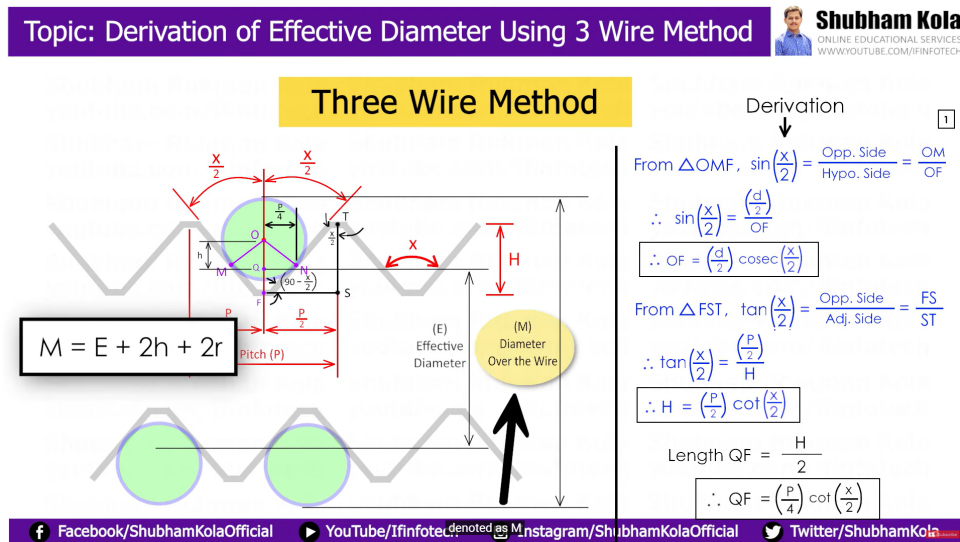 Topic: Derivation of Effective Diameter Using 3 Wire Method
Shubham Kola
ONLINE EDUCATIONAL SERVICES
WWW.YOUTUBE.COM/IFINFOTECH
Three Wire Method
Derivation
1
x/2 x/2
P/4
T
x/2
O
h
M Q N
(90 - x/2)
F S
x
H
P P/2
Pitch (P)
M = E + 2h + 2r
(E)
Effective
Diameter
(M)
Diameter
Over the Wire
From △OMF, sin(x/2) = Opp. Side/Hypo. Side = OM/OF
∴ sin(x/2) = (d/2)/OF
∴ OF = (d/2) cosec(x/2)
From △FST, tan(x/2) = Opp. Side/Adj. Side = FS/ST
∴ tan(x/2) = (P/2)/H
∴ H = (P/2) cot(x/2)
Length QF = H/2
∴ QF = (P/4) cot(x/2)
denoted as M
Facebook/ShubhamKolaOfficial YouTube/Ifinfotech Instagram/ShubhamKolaOfficial Twitter/ShubhamKola